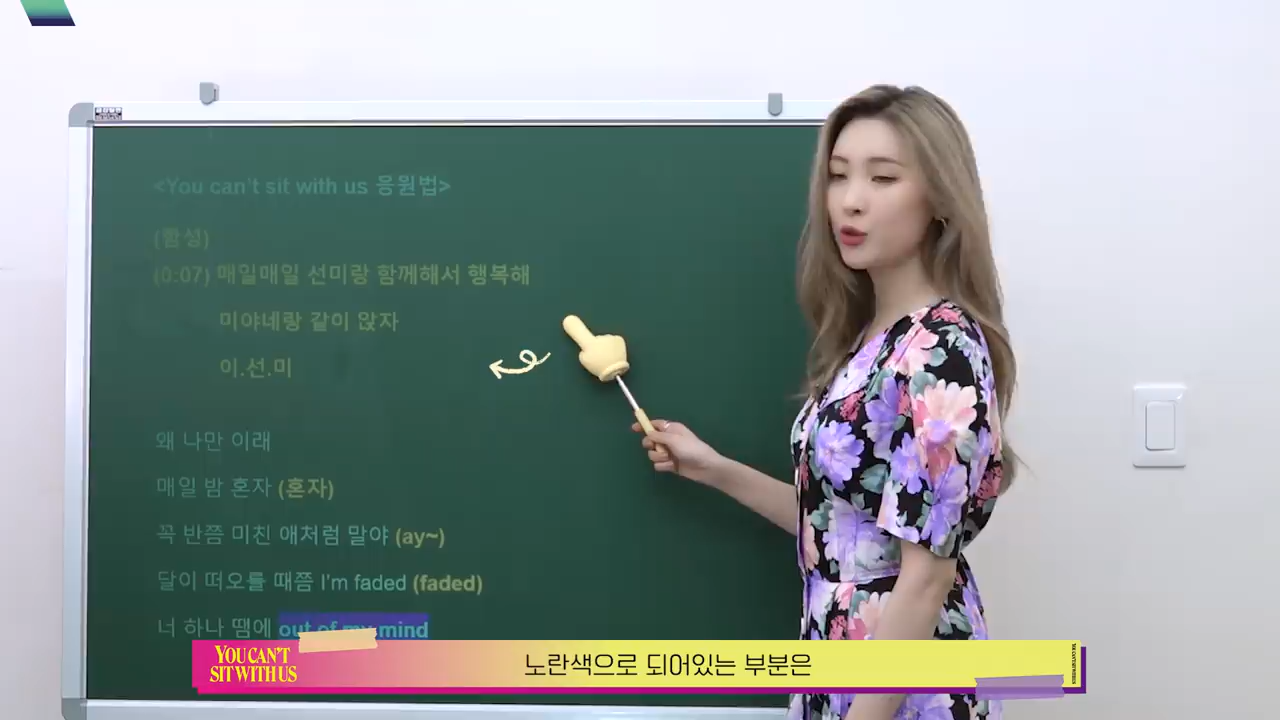 <You can't sit with us 응원법>
(함성)
(0:07) 매일매일 선미랑 함께해서 행복해
미야네랑 같이 앉자
이.선.미
왜 나만 이래
매일 밤 혼자 (혼자)
꼭 반쯤 미친 애처럼 말야 (ay~)
달이 떠오를 때쯤 I'm faded (faded)
너 하나 땜에 out of my mind
YOU CAN'T
SIT WITH US
노란색으로 되어있는 부분은